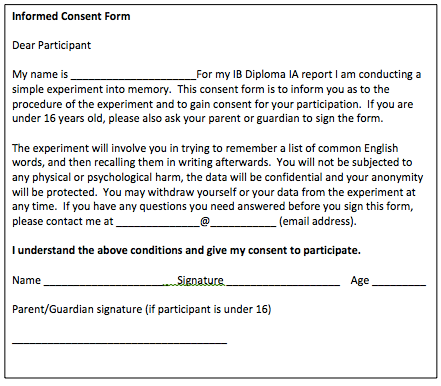 Informed Consent Form
Dear Participant
My name is _____________________For my IB Diploma IA report I am conducting a
simple experiment into memory.  This consent form is to inform you as to the
procedure of the experiment and to gain consent for your participation.  If you are
under 16 years old, please also ask your parent or guardian to sign the form.
The experiment will involve you in trying to remember a list of common English
words, and then recalling them in writing afterwards.  You will not be subjected to
any physical or psychological harm, the data will be confidential and your anonymity
will be protected.  You may withdraw yourself or your data from the experiment at
any time.  If you have any questions you need answered before you sign this form,
please contact me at ______________@___________ (email address).
I understand the above conditions and give my consent to participate.
Name ______________________Signature ___________________   Age _________
Parent/Guardian signature (if participant is under 16)
____________________________________